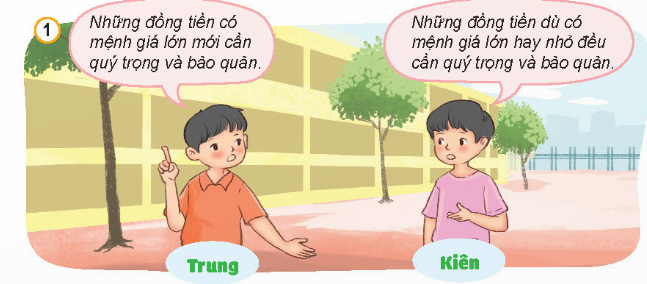 1
Những đồng tiền có
mệnh giá lớn mới cần
quý trọng và bảo quản.
Những đồng tiền dù có
mệnh giá lớn hay nhỏ đều
cần quý trọng và bảo quản.
Trung
Kiên